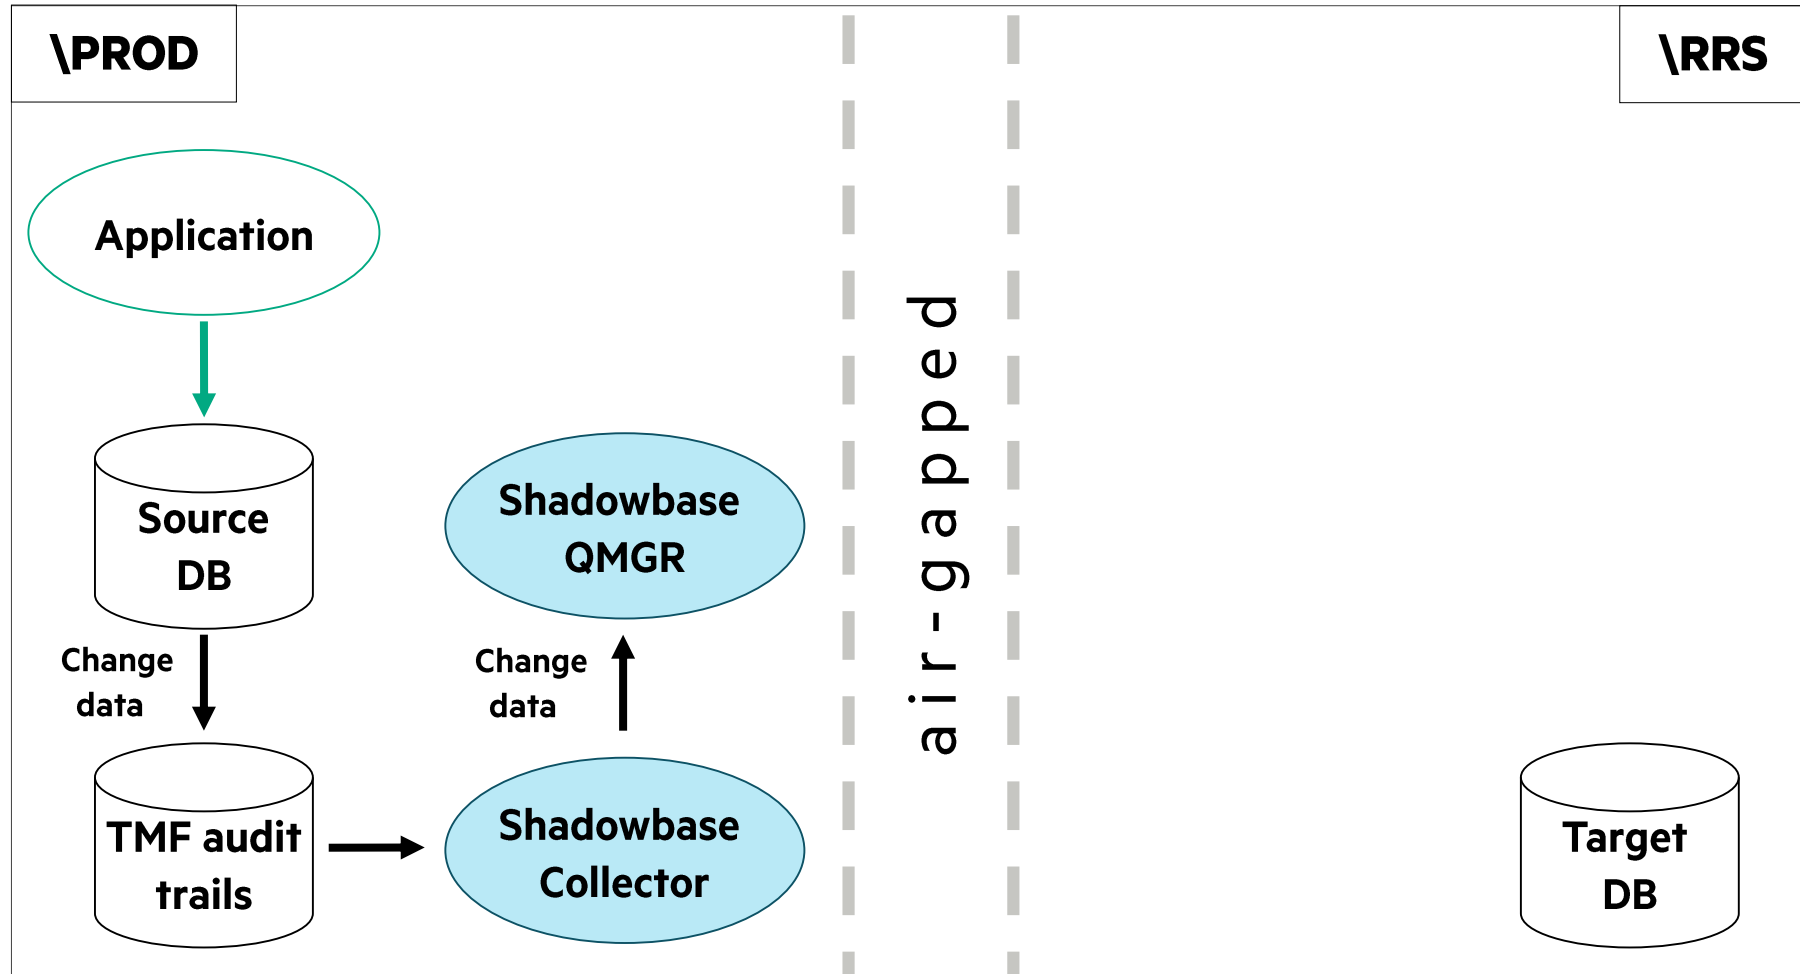 \PROD
\RRS
Application
Source
DB
Change
data
TMF audit
trails
Shadowbase
QMGR
Change
data
Shadowbase
Collector
air-gapped
Target
DB